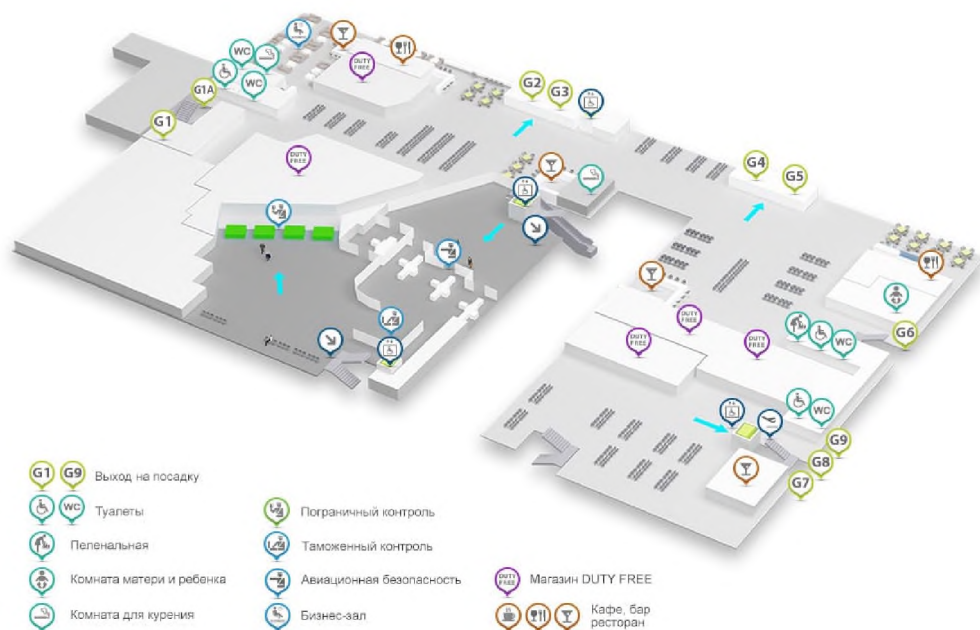 G2
G3
DUTY FREE
WC
WC
G1A
G1
DUTY FREE
G4
G5
DUTY FREE
DUTY FREE
DUTY FREE
WC
G6
WC
G9
G8
G7
G1 G9 Выход на посадку
WC Туалеты
Пеленальная
Комната матери и ребенка
Комната для курения
Пограничный контроль
Таможенный контроль
Авиационная безопасность
Бизнес-зал
DUTY FREE Магазин DUTY FREE
Кафе, бар
ресторан